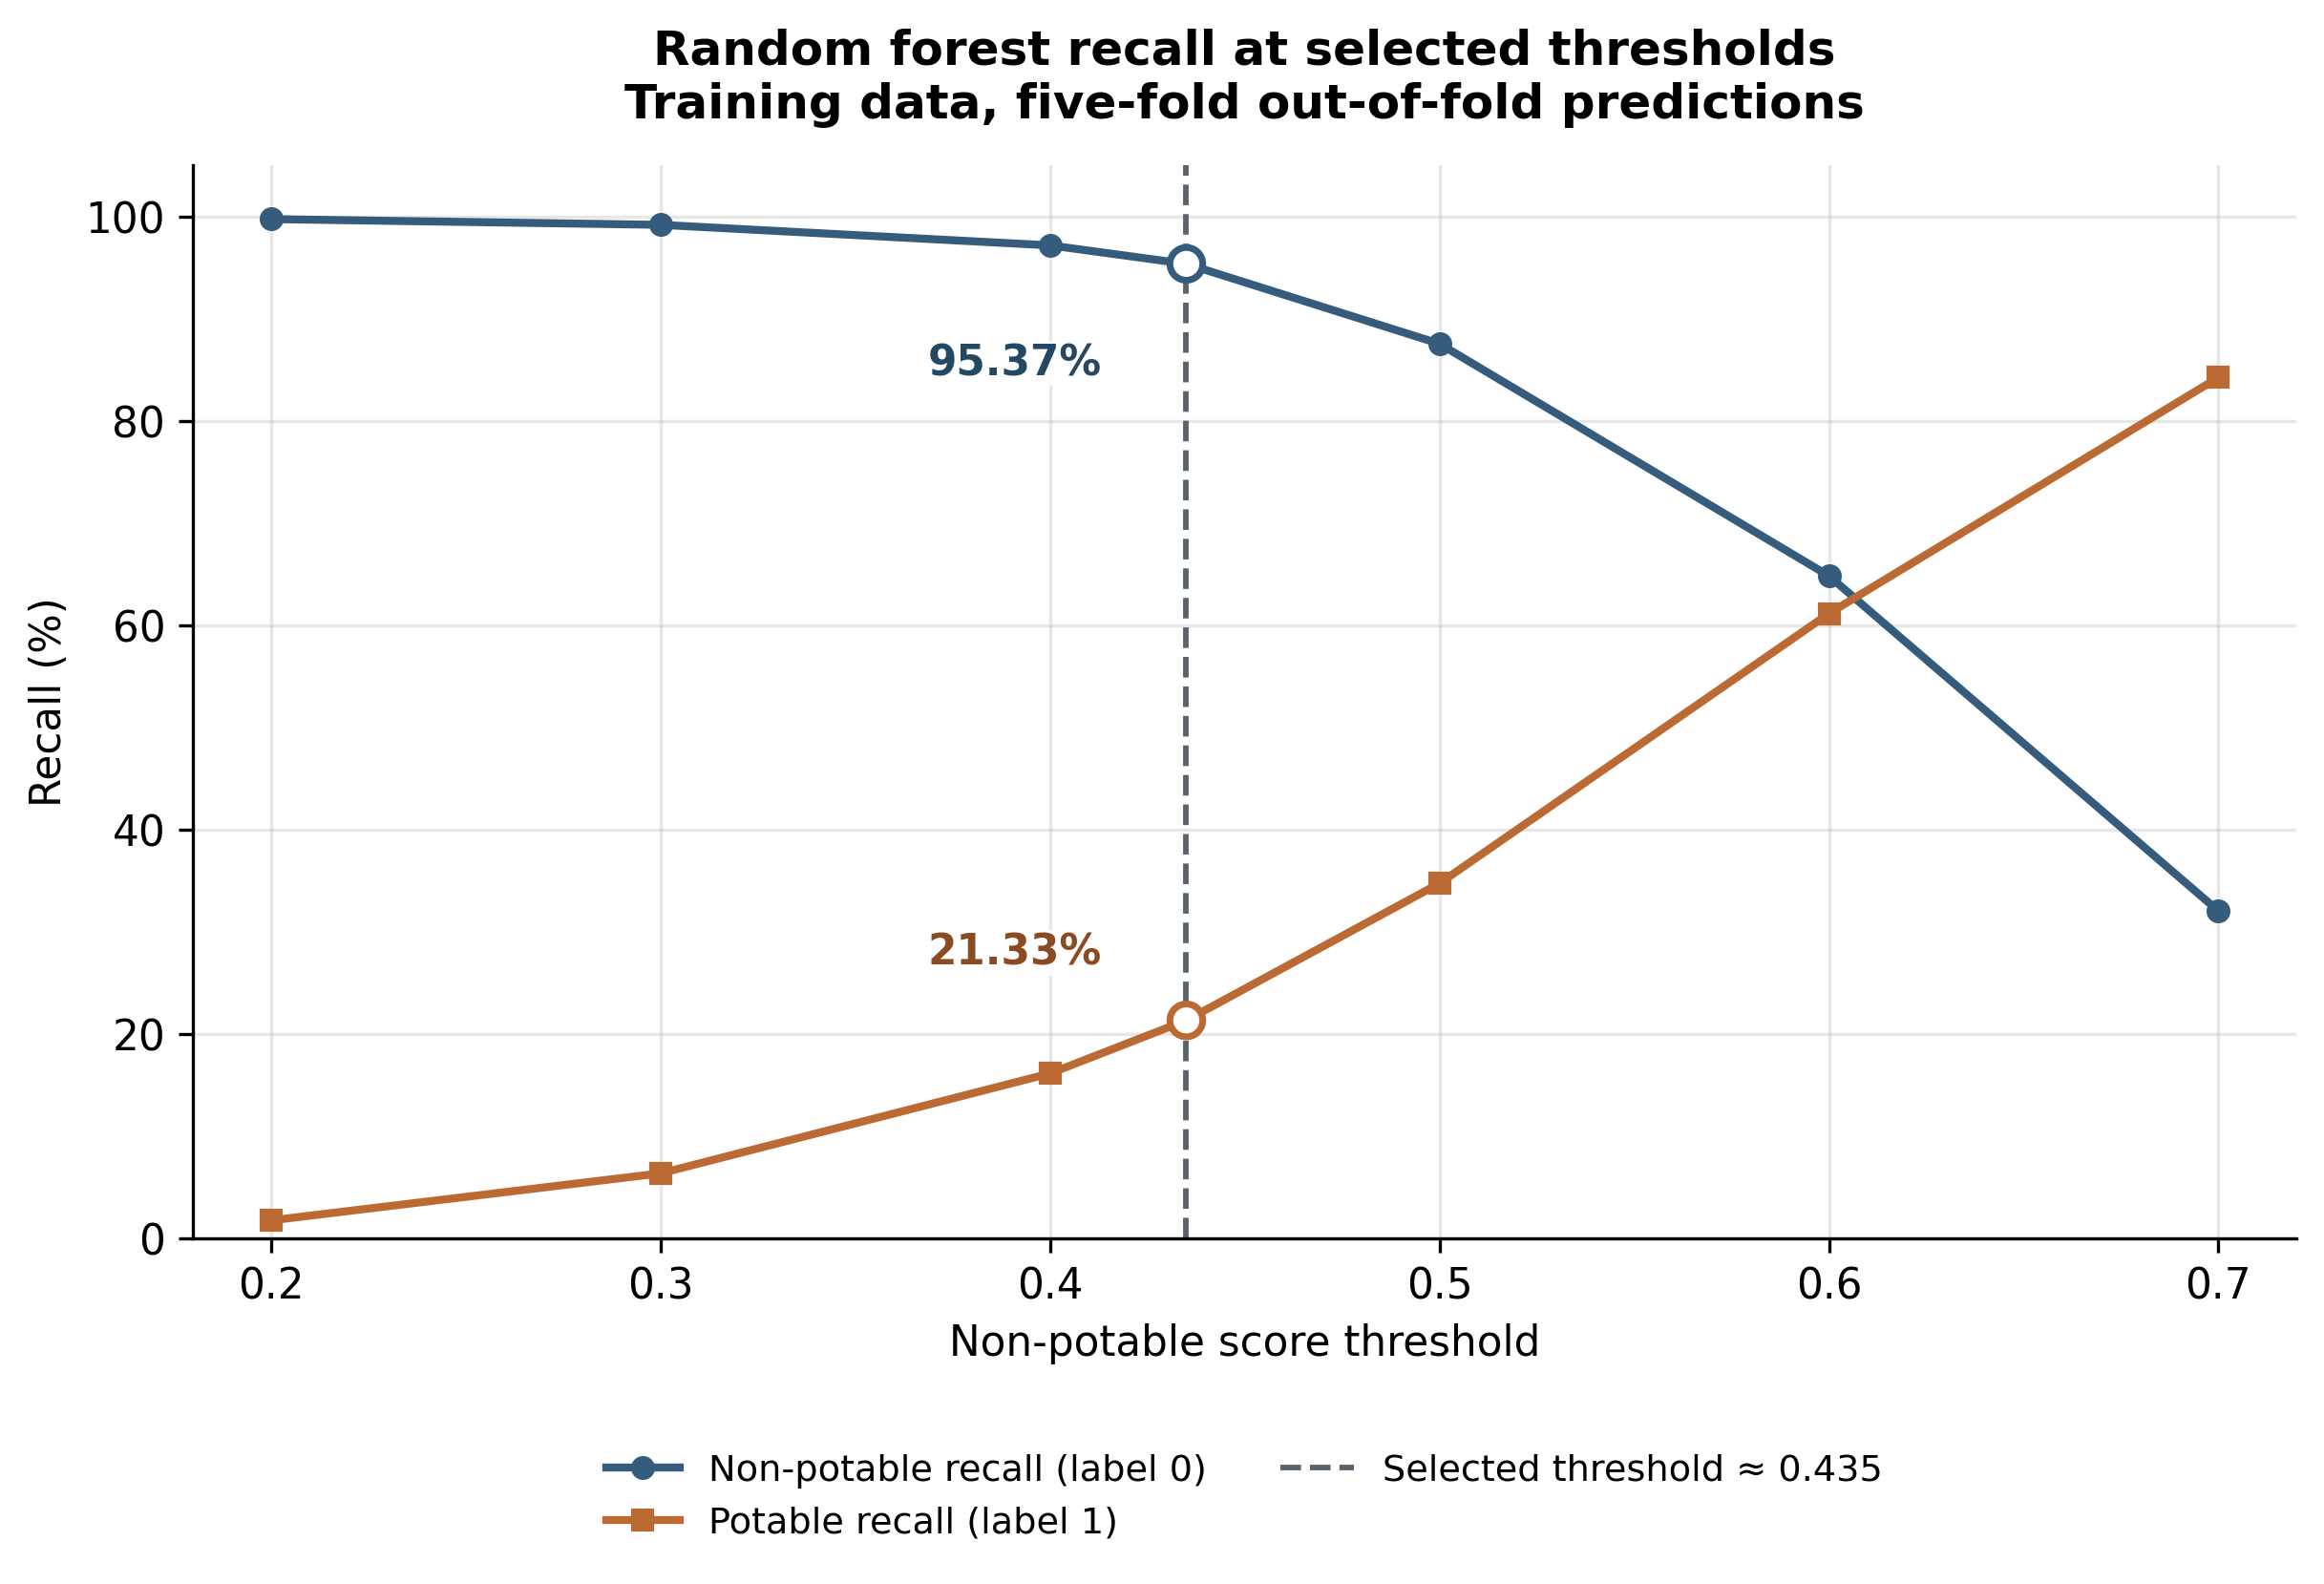 Random forest recall at selected thresholds
Training data, five-fold out-of-fold predictions
Recall (%)
100
80
60
40
20
0
95.37%
21.33%
0.2 0.3 0.4 0.5 0.6 0.7
Non-potable score threshold
Non-potable recall (label 0)
Potable recall (label 1)
Selected threshold ≈ 0.435